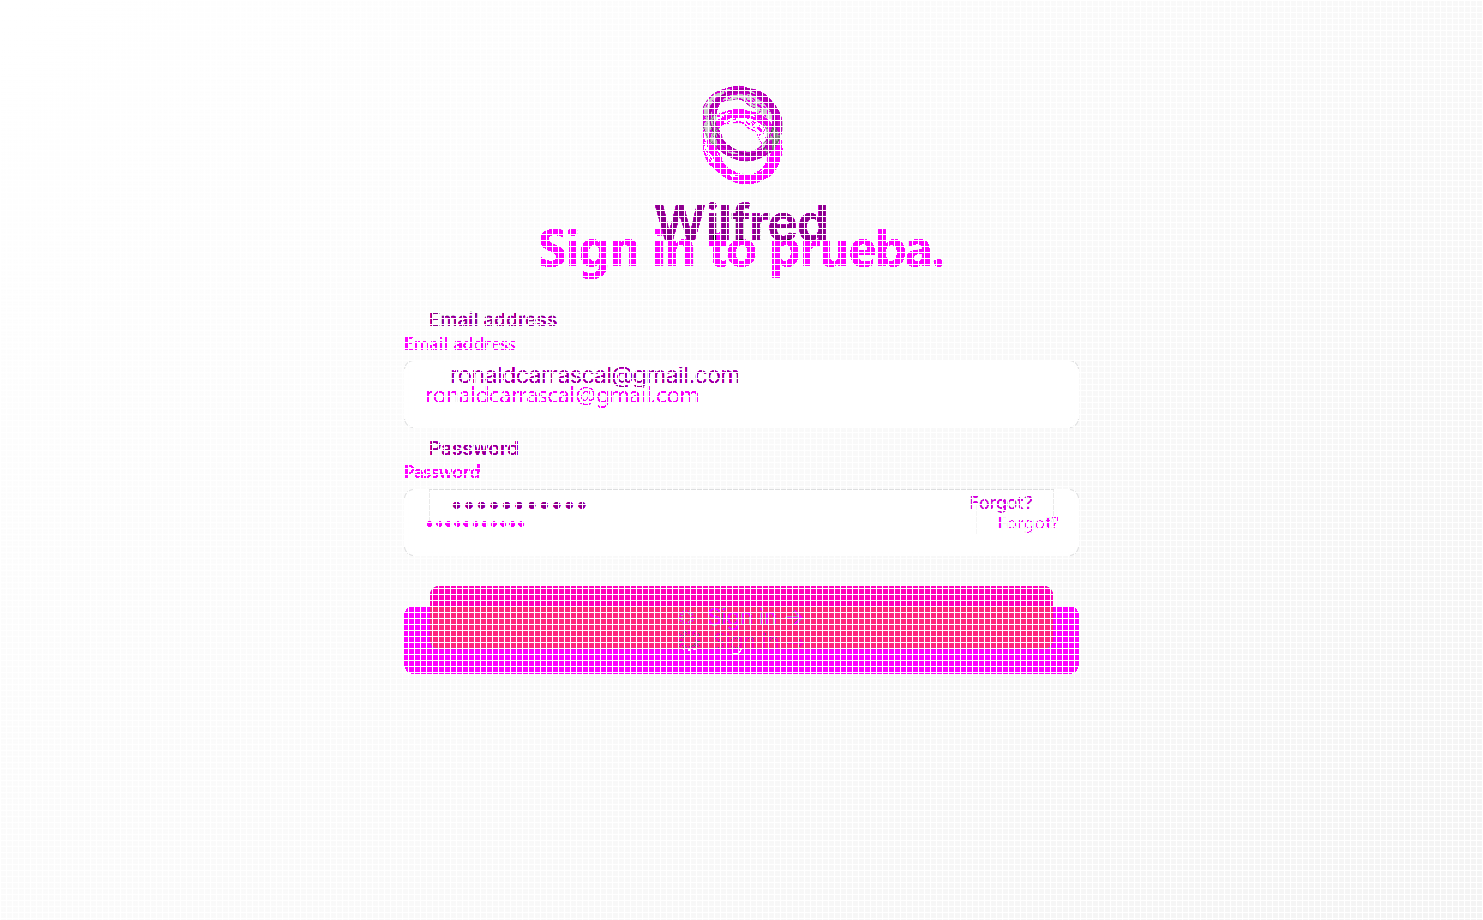 Wilfred
Sign in to prueba.
Email address
Email address
ronaldcarrascal@gmail.com
ronaldcarrascal@gmail.com
Password
Password
••••••••••• Forgot?
••••••••••• Forgot?